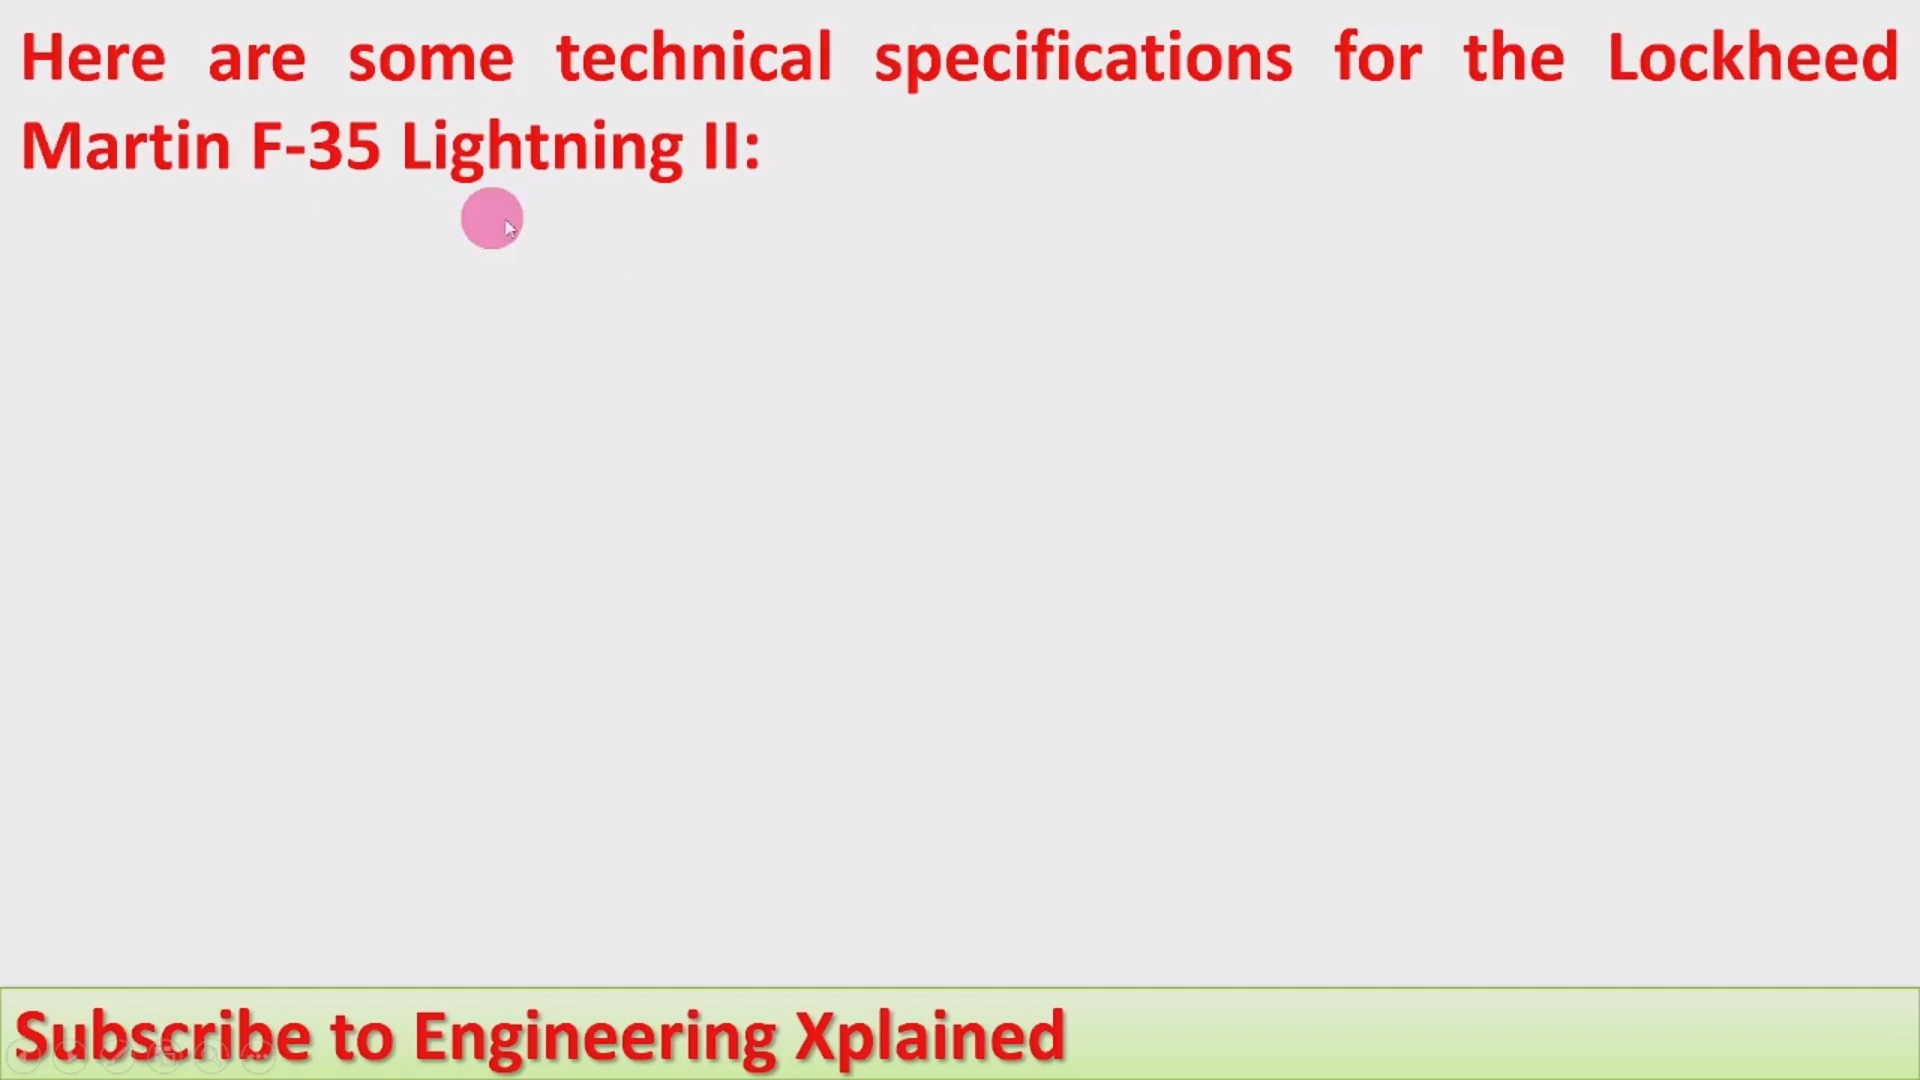 Here are some technical specifications for the Lockheed
Martin F-35 Lightning II:
Subscribe to Engineering Xplained